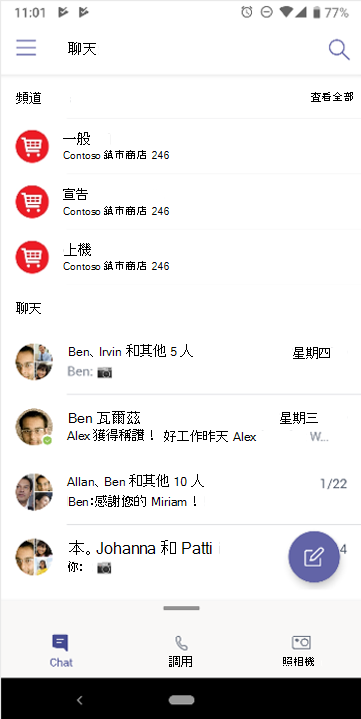 11:01 77%
聊天
頻道 查看全部
一般
Contoso 鎮市商店 246
宣告
Contoso 鎮市商店 246
上機
Contoso 鎮市商店 246
聊天
Ben、Irvin 和其他 5 人 星期四
Ben:
Ben 瓦爾茲 星期三
Alex 獲得稱讚！ 好工作昨天 Alex W...
Allan、Ben 和其他 10 人 1/22
Ben：感謝您的 Miriam！
本。Johanna 和 Patti 4
你：
Chat 調用 照相機